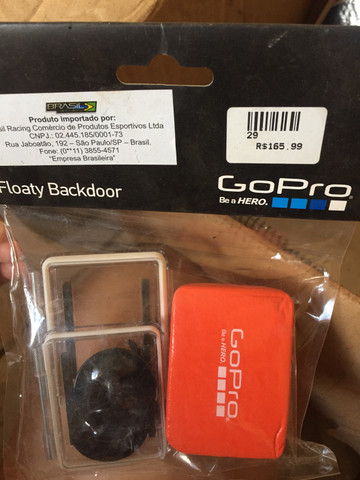 BRASIL
Produto importado por:
sil Racing Comércio de Produtos Esportivos Ltda
CNPJ.: 02.445.185/0001-73
Rua Jaboatão, 192 – São Paulo/SP – Brasil.
Fone: (0**11) 3855-4571
"Empresa Brasileira"
29
R$165.99
Floaty Backdoor
GoPro
Be a HERO.
GoPro
Be a HERO.